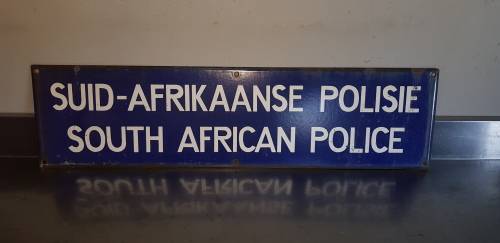 SUID-AFRIKAANSE POLISIE
SOUTH AFRICAN POLICE